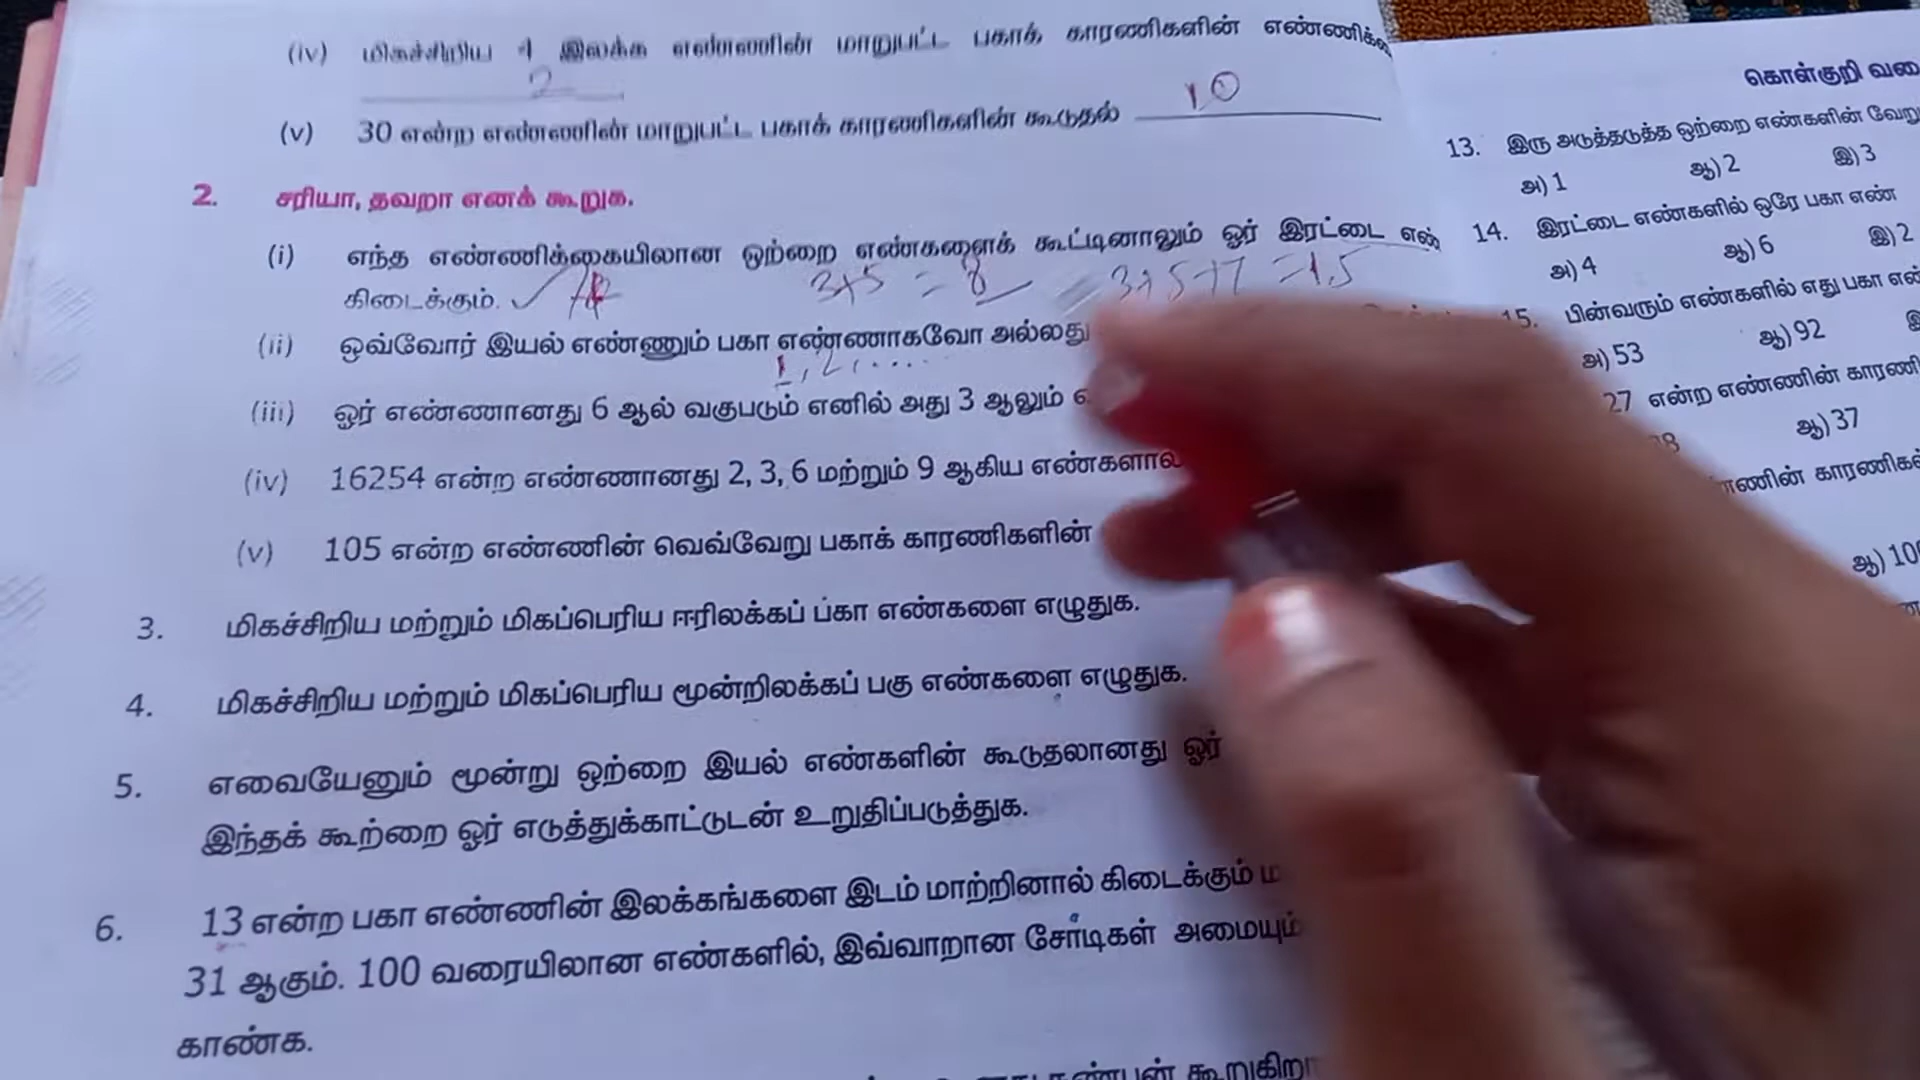 (iv) மிகச்சிறிய 4 இலக்க எண்ணின் மாறுபட்ட பகாக் காரணிகளின்
2
(v) 30 என்ற எண்ணின் மாறுபட்ட பகாக் காரணிகளின் கூடுதல் 10
2. சரியா, தவறா எனக் கூறுக.
(i) எந்த எண்ணிக்கையிலான ஒற்றை எண்களைக் கூட்டினாலும் ஓர் இரட்டை எண்
கிடைக்கும். ✓ 3+5 = 8 3+5+7 = 15
(ii) ஒவ்வோர் இயல் எண்ணும் பகா எண்ணாகவோ அல்லது
1, 2, ....
(iii) ஓர் எண்ணானது 6 ஆல் வகுபடும் எனில் அது 3 ஆலும்
(iv) 16254 என்ற எண்ணானது 2, 3, 6 மற்றும் 9 ஆகிய எண்களால்
(v) 105 என்ற எண்ணின் வெவ்வேறு பகாக் காரணிகளின்
3. மிகச்சிறிய மற்றும் மிகப்பெரிய ஈரிலக்கப் பகா எண்களை எழுதுக.
4. மிகச்சிறிய மற்றும் மிகப்பெரிய மூன்றிலக்கப் பகு எண்களை எழுதுக.
5. எவையேனும் மூன்று ஒற்றை இயல் எண்களின் கூடுதலானது ஓர்
இந்தக் கூற்றை ஓர் எடுத்துக்காட்டுடன் உறுதிப்படுத்துக.
6. 13 என்ற பகா எண்ணின் இலக்கங்களை இடம் மாற்றினால் கிடைக்கும்
31 ஆகும். 100 வரையிலான எண்களில், இவ்வாறான சோடிகள் அமையும்
காண்க.
கொள்குறி
13. இரு அடுத்தடுத்த ஒற்றை எண்களின்
அ) 1 ஆ) 2 இ) 3
14. இரட்டை எண்களில் ஒரே பகா எண்
அ) 4 ஆ) 6 இ) 2
15. பின்வரும் எண்களில் எது பகா
அ) 53 ஆ) 92
27 என்ற எண்ணின்
ஆ) 37
காரணிகள்